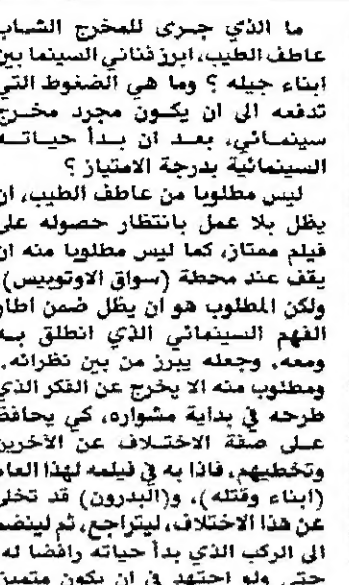 ما الذي جرى للمخرج الشاب
عاطف الطيب، ابرز فناني السينما بين
ابناء جيله ؟ وما هي الضغوط التي
تدفعه الى ان يكون مجرد مخرج
سينمائي، بعد ان بدأ حياته
السينمائية بدرجة الامتياز ؟
ليس مطلوبا من عاطف الطيب، ان
يظل بلا عمل بانتظار حصوله على
فيلم ممتاز، كما ليس مطلوبا منه ان
يقف عند محطة (سواق الاوتوبيس)
ولكن المطلوب هو ان يظل ضمن اطار
الفهم السينمائي الذي انطلق به
ومعه، وجعله يبرز من بين نظرائه.
ومطلوب منه الا يخرج عن الفكر الذي
طرحه في بداية مشواره، كي يحافظ
على صفة الاختلاف عن الآخرين
وتخطيهم، فاذا به في فيلمه لهذا العام
(ابناء وقتله)، و(البدرون) قد تخلى
عن هذا الاختلاف، ليتراجع، ثم لينضم
الى الركب الذي بدأ حياته رافضا له
حتى ولو اجتهد في ان يكون متميزا